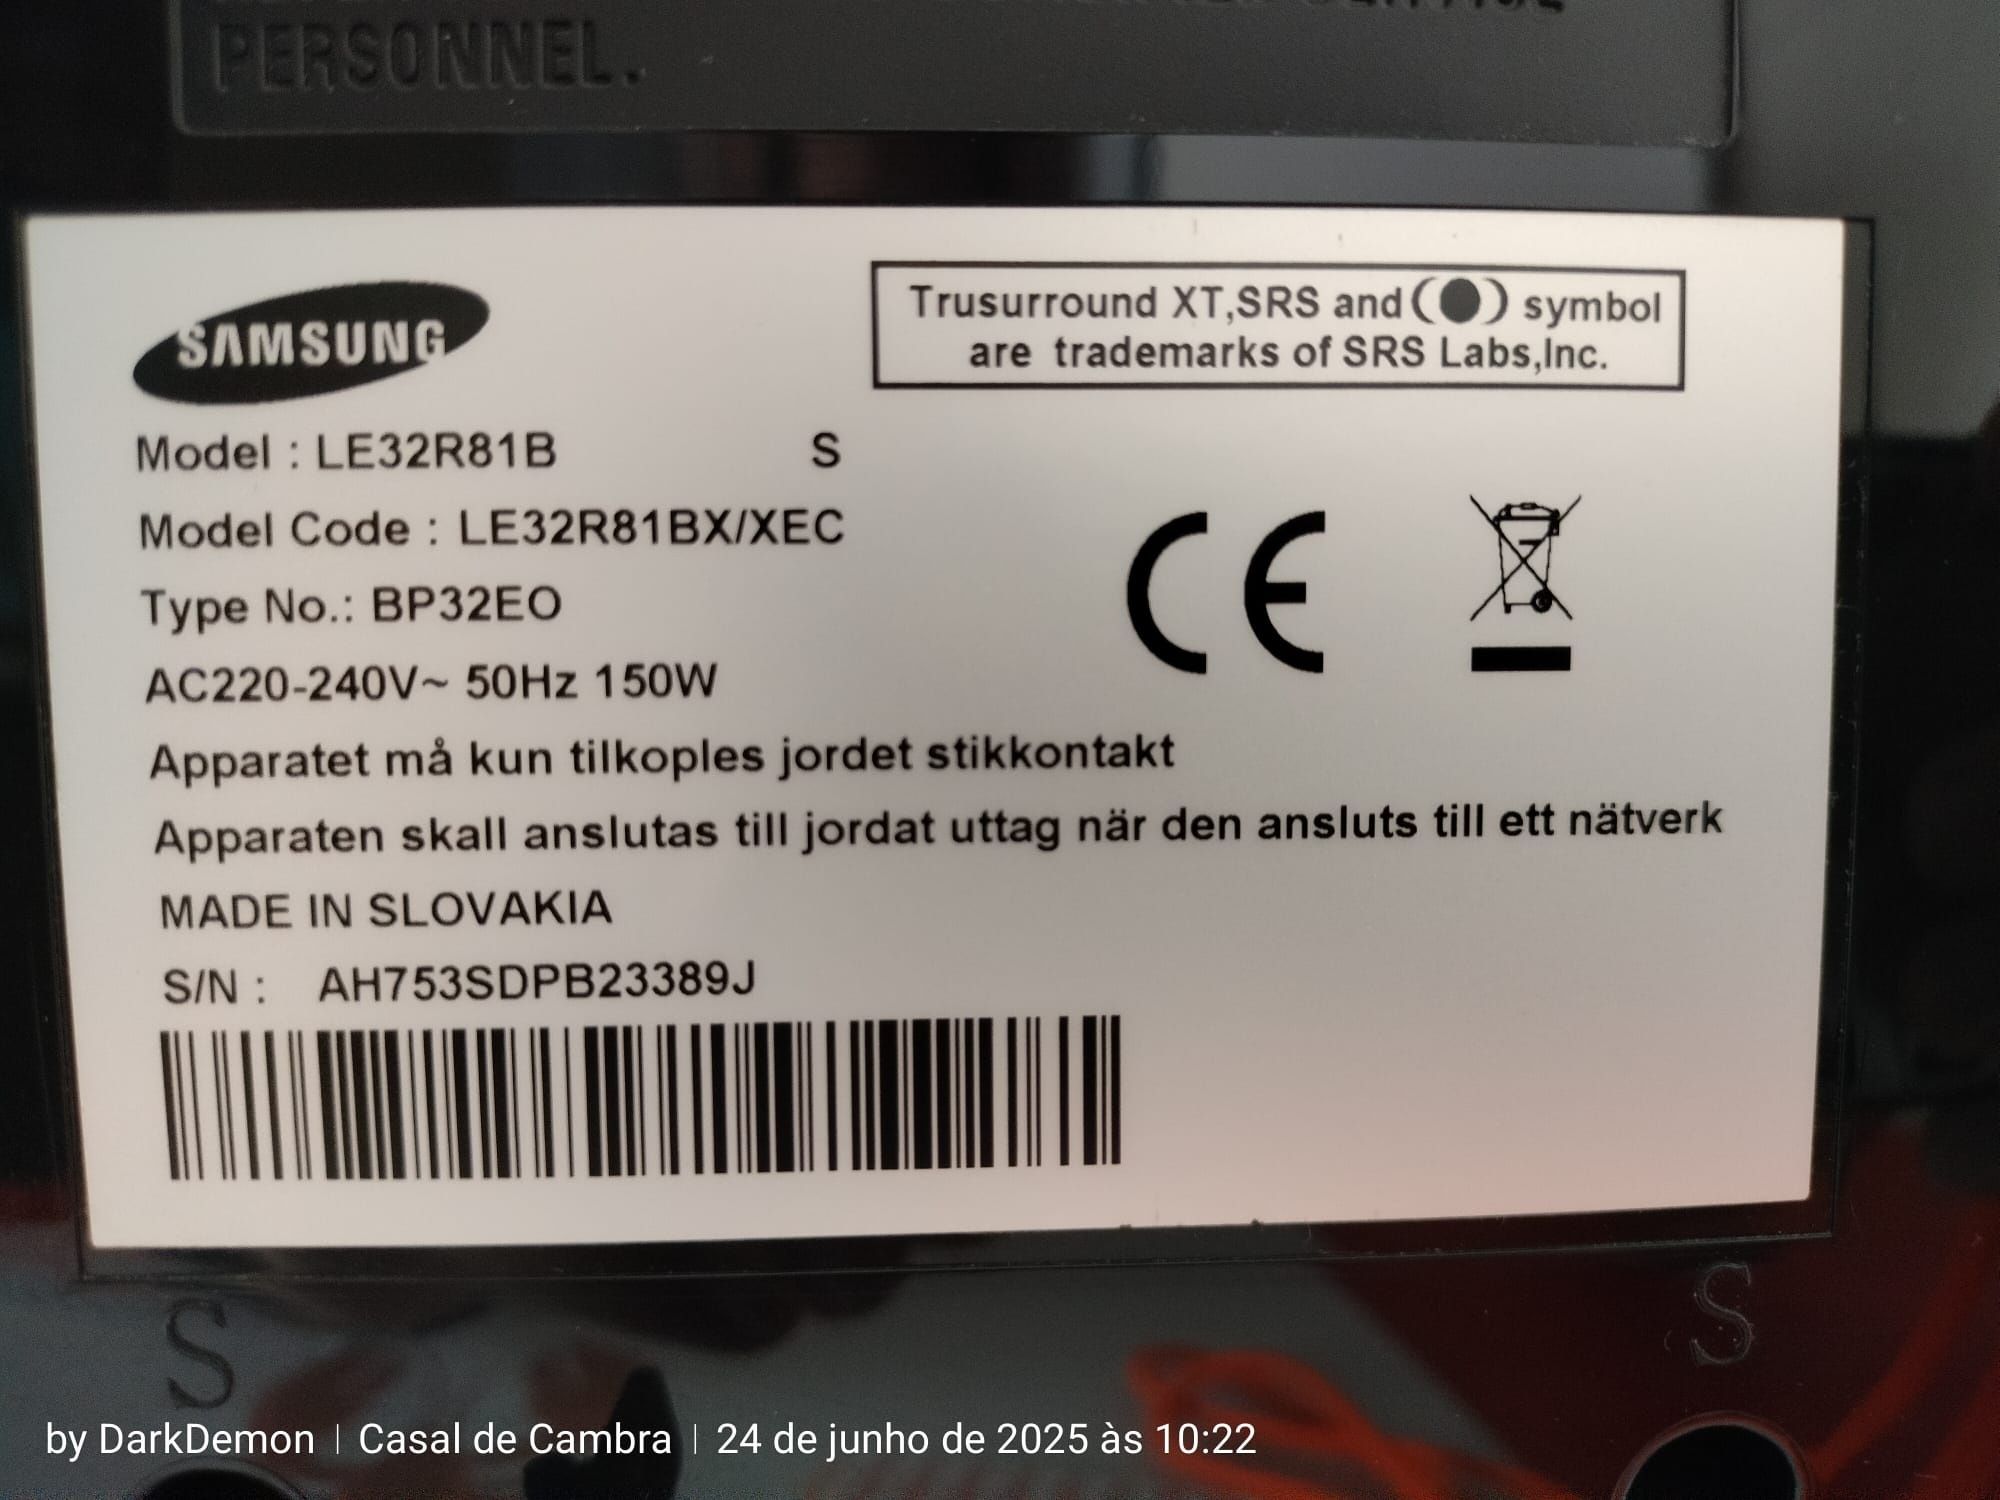 PERSONNEL.
SAMSUNG
Trusurround XT,SRS and (●) symbol
are trademarks of SRS Labs,Inc.
Model : LE32R81B S
Model Code : LE32R81BX/XEC
Type No.: BP32EO
AC220-240V~ 50Hz 150W
CE
Apparatet må kun tilkoples jordet stikkontakt
Apparaten skall anslutas till jordat uttag när den ansluts till ett nätverk
MADE IN SLOVAKIA
S/N : AH753SDPB23389J
S S
by DarkDemon | Casal de Cambra | 24 de junho de 2025 às 10:22